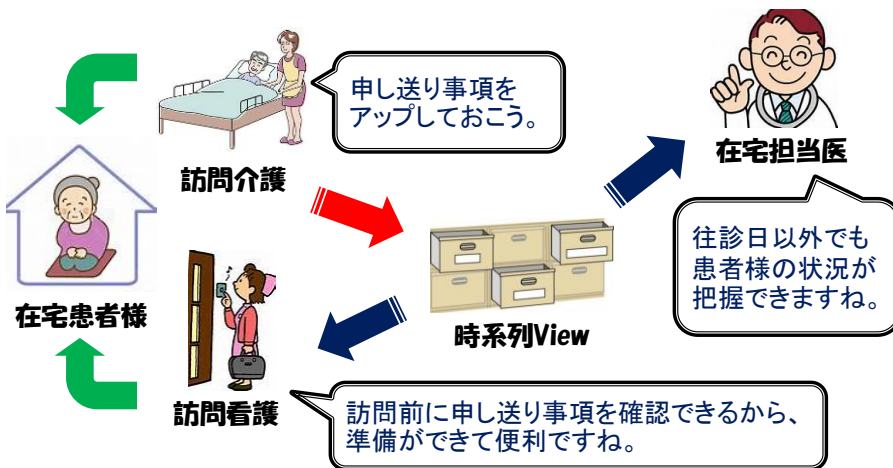 申し送り事項を
アップしておこう。
訪問介護
在宅担当医
往診日以外でも
患者様の状況が
把握できますね。
在宅患者様
時系列View
訪問看護
訪問前に申し送り事項を確認できるから、
準備ができて便利ですね。